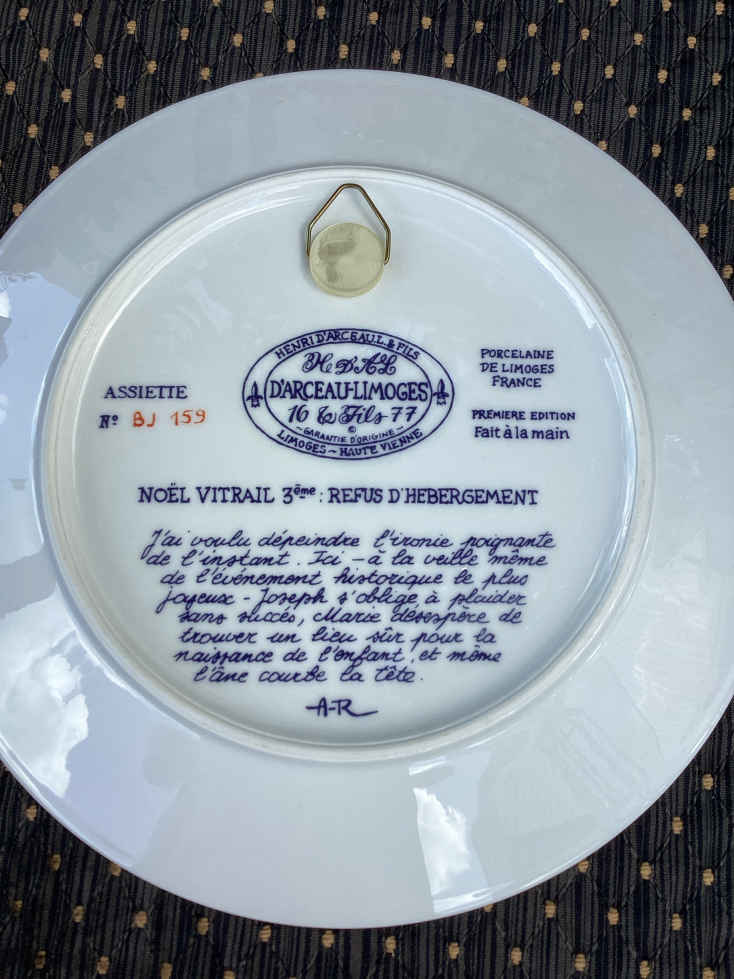 HENRI D'ARCEAU L. & FILS
H D'A L
D'ARCEAU-LIMOGES
16 & Fils 77
©
~GARANTIE D'ORIGINE~
LIMOGES ~ HAUTE VIENNE
ASSIETTE
Nº BJ 159
PORCELAINE
DE LIMOGES
FRANCE
PREMIERE EDITION
Fait à la main
NOËL VITRAIL 3ème : REFUS D'HEBERGEMENT
J'ai voulu dépeindre l'ironie poignante
de l'instant. Ici – à la veille même
de l'événement historique le plus
joyeux - Joseph s'oblige à plaider
sans succés, Marie désespère de
trouver un lieu sûr pour la
naissance de l'enfant, et même
l'âne courbe la tête.
A-R